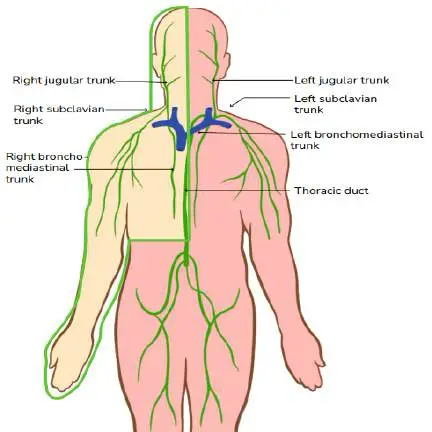 Right jugular trunk
Left jugular trunk
Right subclavian
trunk
Left subclavian
trunk
Left bronchomediastinal
trunk
Right broncho
mediastinal
trunk
Thoracic duct